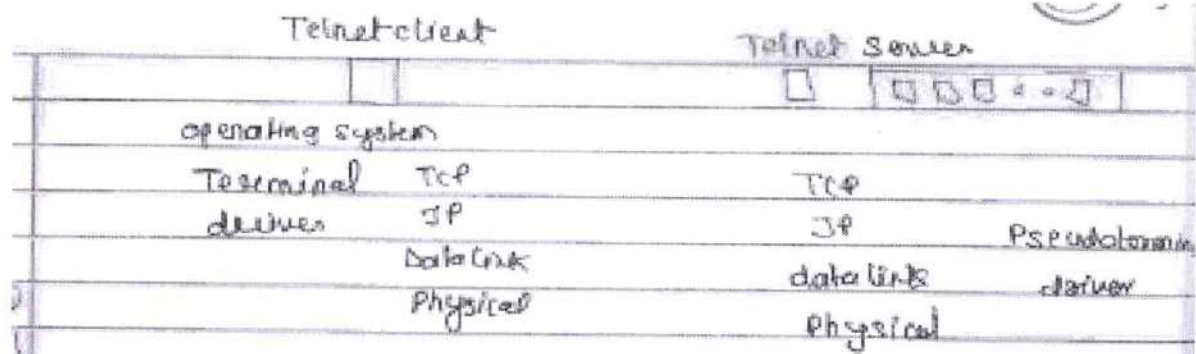 Telnet client
Telnet Server
operating system
Terminal TCP TCP
driver IP IP Pseudotermin
Data Link data link driver
Physical Physical